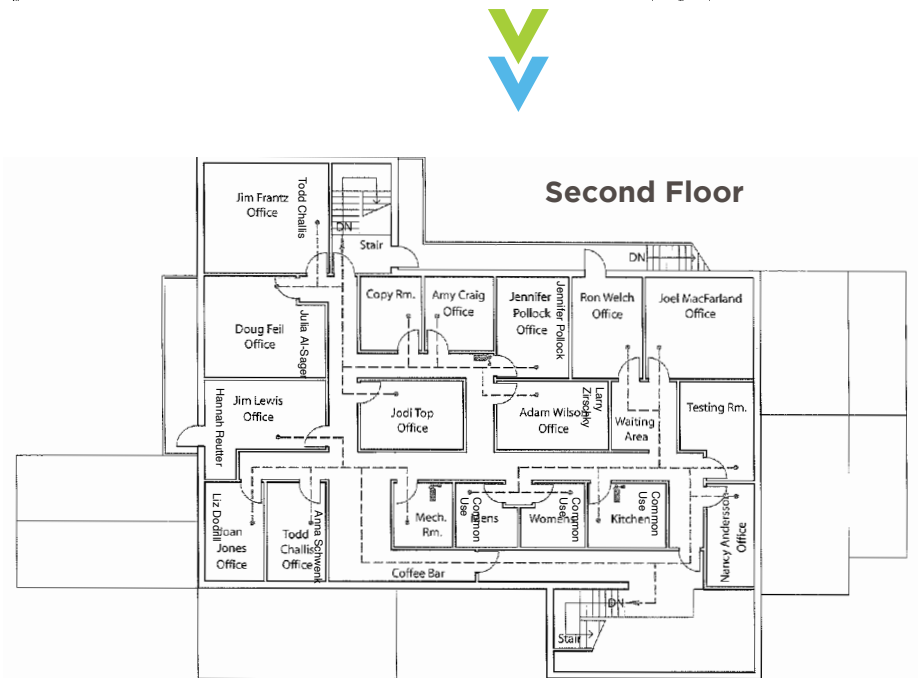 Second Floor
Jim Frantz
Office
Todd Challis
DN
Stair
DN
Copy Rm.
Amy Craig
Office
Jennifer
Pollock
Office
Jennifer Pollock
Ron Welch
Office
Joel MacFarland
Office
Doug Feil
Office
Julia Al-Sager
Jim Lewis
Office
Hannah Reutter
Jodi Top
Office
Adam Wilson
Office
Larry
Zirschky
Waiting
Area
Testing Rm.
Liz Dodill
Joan
Jones
Office
Todd
Challis
Office
Anna Schwenk
Mech.
Rm.
Mens
Common
Use
Womens
Common
Use
Kitchen
Common
Use
Nancy Andersson
Office
Coffee Bar
DN
Stair